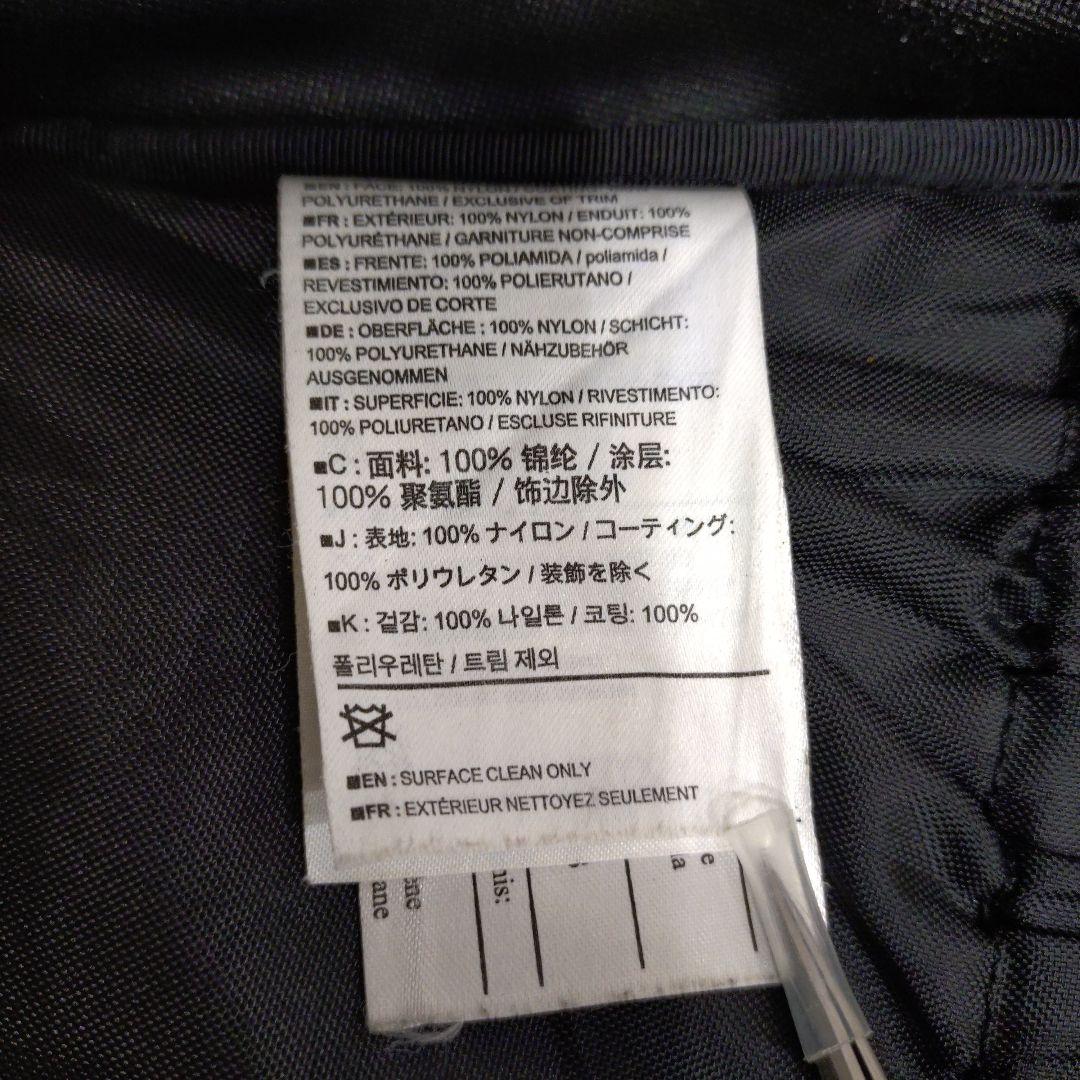 ■EN : FACE: 100% NYLON /
POLYURETHANE / EXCLUSIVE OF TRIM
■FR : EXTÉRIEUR: 100% NYLON / ENDUIT: 100%
POLYURÉTHANE / GARNITURE NON-COMPRISE
■ES : FRENTE: 100% POLIAMIDA / poliamida /
REVESTIMIENTO: 100% POLIERUTANO /
EXCLUSIVO DE CORTE
■DE : OBERFLÄCHE : 100% NYLON / SCHICHT:
100% POLYURETHANE / NÄHZUBEHÖR
AUSGENOMMEN
■IT : SUPERFICIE: 100% NYLON / RIVESTIMENTO:
100% POLIURETANO / ESCLUSE RIFINITURE
■C : 面料: 100% 锦纶 / 涂层:
100% 聚氨酯 / 饰边除外
■J : 表地: 100% ナイロン / コーティング:
100% ポリウレタン / 装飾を除く
■K : 겉감: 100% 나일론 / 코팅: 100%
폴리우레탄 / 트림 제외
■EN : SURFACE CLEAN ONLY
■FR : EXTÉRIEUR NETTOYEZ SEULEMENT